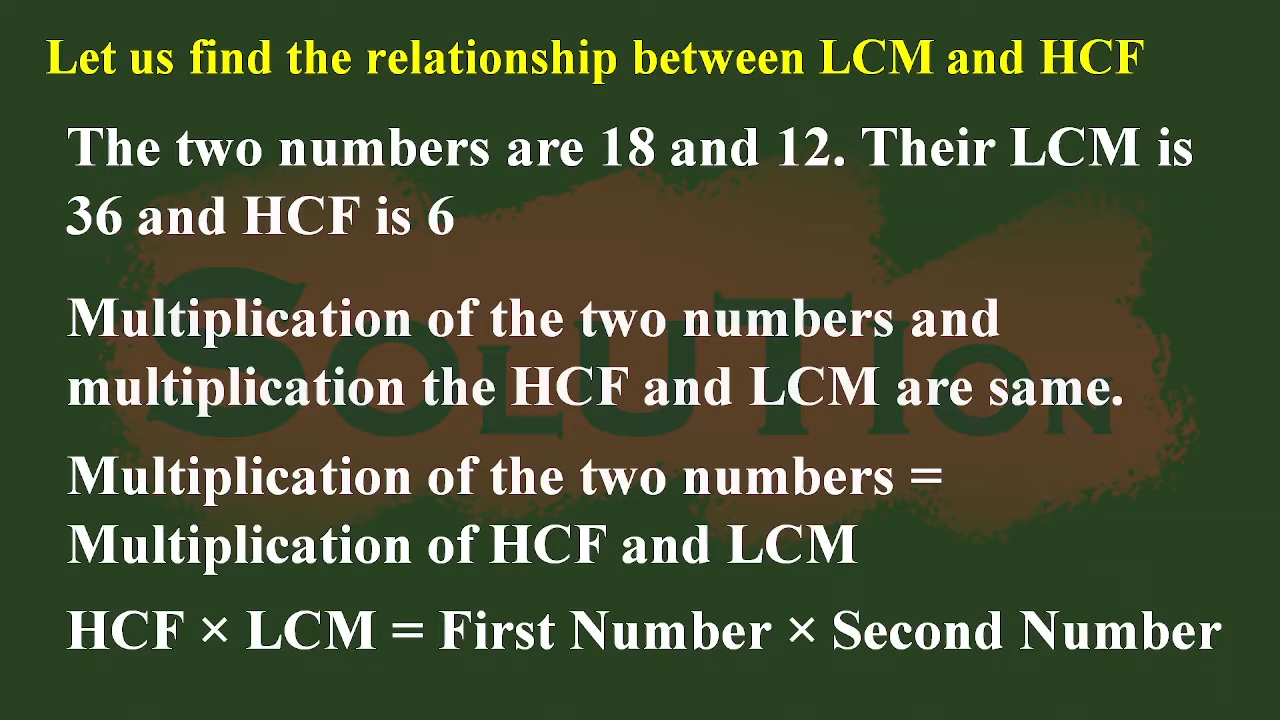 Let us find the relationship between LCM and HCF
The two numbers are 18 and 12. Their LCM is
36 and HCF is 6
Multiplication of the two numbers and
multiplication the HCF and LCM are same.
Multiplication of the two numbers =
Multiplication of HCF and LCM
HCF × LCM = First Number × Second Number
SOLUTION